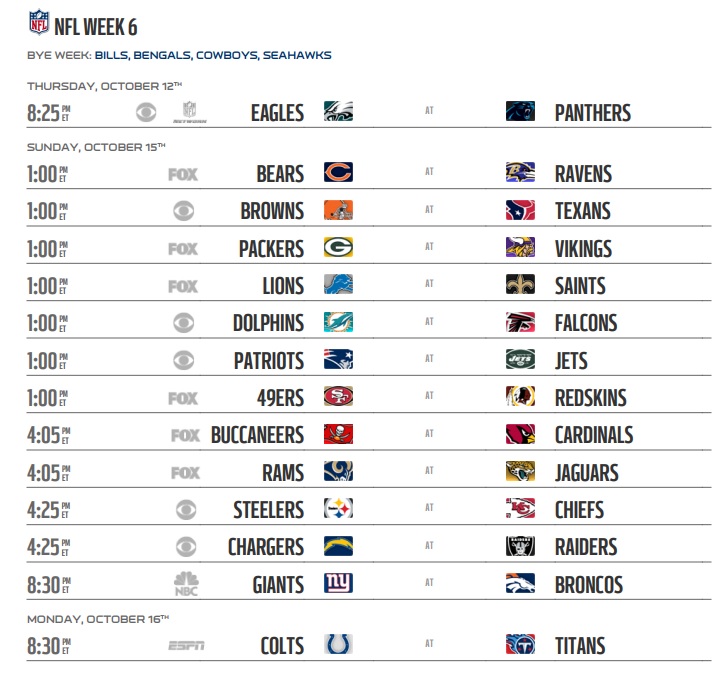 NFL NFL WEEK 6
BYE WEEK: BILLS, BENGALS, COWBOYS, SEAHAWKS
THURSDAY, OCTOBER 12TH
8:25 PM ET NFL NETWORK EAGLES AT PANTHERS
SUNDAY, OCTOBER 15TH
1:00 PM ET FOX BEARS AT RAVENS
1:00 PM ET BROWNS AT TEXANS
1:00 PM ET FOX PACKERS G AT VIKINGS
1:00 PM ET FOX LIONS AT SAINTS
1:00 PM ET DOLPHINS AT FALCONS
1:00 PM ET PATRIOTS AT JETS JETS
1:00 PM ET FOX 49ERS SF AT REDSKINS
4:05 PM ET FOX BUCCANEERS AT CARDINALS
4:05 PM ET FOX RAMS AT JAGUARS
4:25 PM ET STEELERS AT KC CHIEFS
4:25 PM ET CHARGERS AT RAIDERS RAIDERS
8:30 PM ET NBC GIANTS ny AT BRONCOS
MONDAY, OCTOBER 16TH
8:30 PM ET ESPN COLTS AT T TITANS